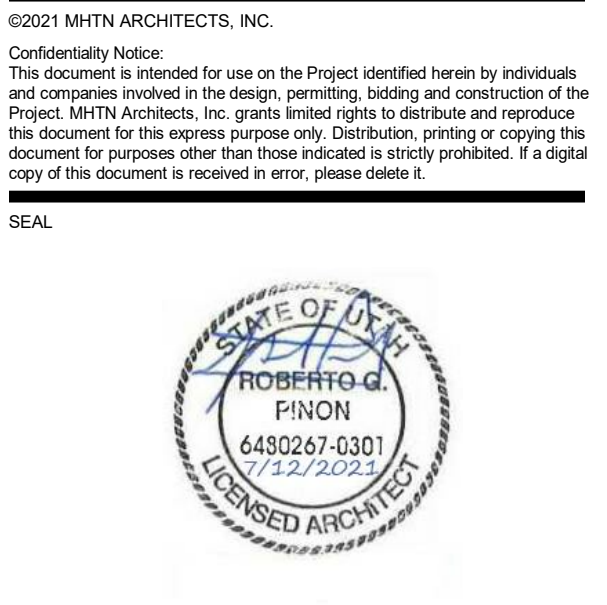 ©2021 MHTN ARCHITECTS, INC.
Confidentiality Notice:
This document is intended for use on the Project identified herein by individuals
and companies involved in the design, permitting, bidding and construction of the
Project. MHTN Architects, Inc. grants limited rights to distribute and reproduce
this document for this express purpose only. Distribution, printing or copying this
document for purposes other than those indicated is strictly prohibited. If a digital
copy of this document is received in error, please delete it.
SEAL
STATE OF UTAH
ROBERTO G.
PINON
6480267-0301
7/12/2021
LICENSED ARCHITECT